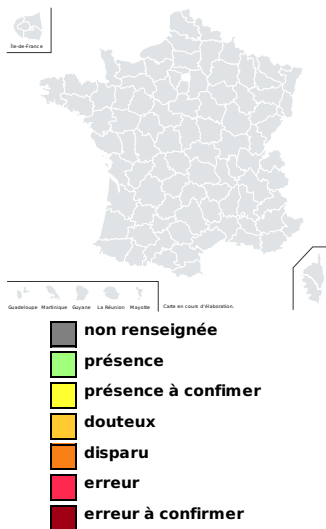 Île-de-France
Guadeloupe Martinique Guyane La Réunion Mayotte Carte en cours d'élaboration.
non renseignée
présence
présence à confimer
douteux
disparu
erreur
erreur à confirmer